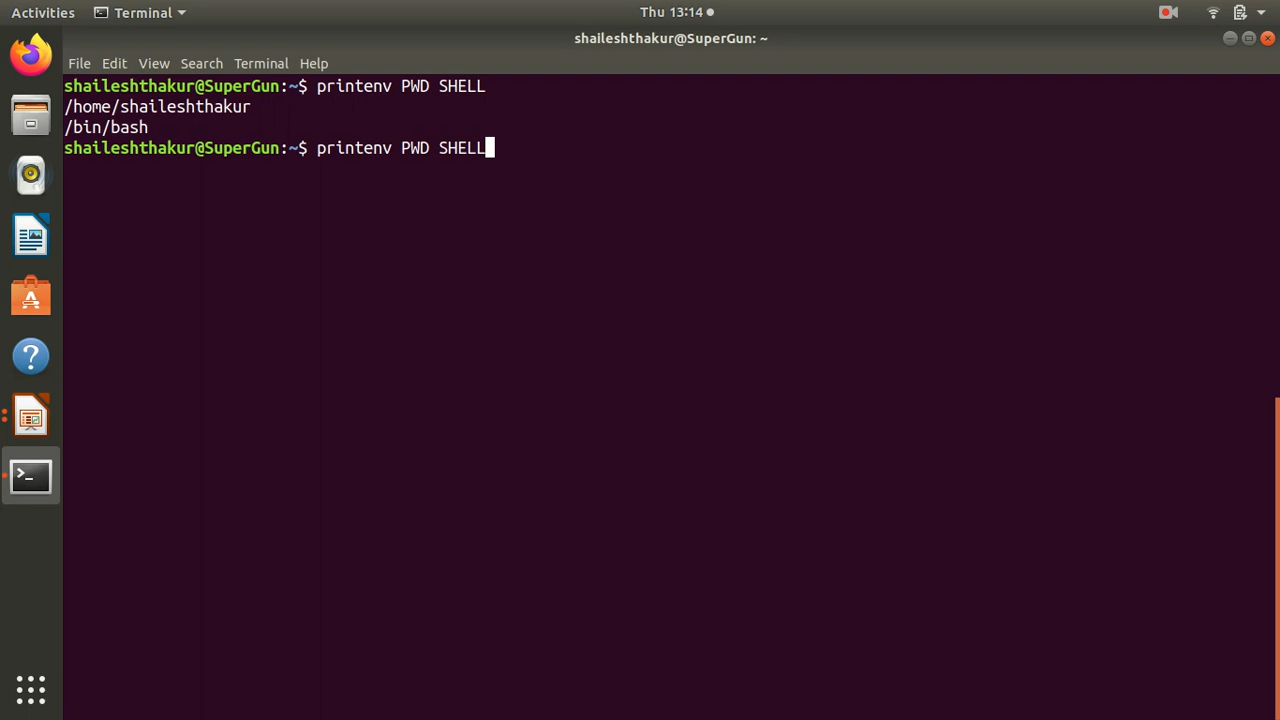 Activities Terminal Thu 13:14
shaileshthakur@SuperGun: ~
File Edit View Search Terminal Help
shaileshthakur@SuperGun:~$ printenv PWD SHELL
/home/shaileshthakur
/bin/bash
shaileshthakur@SuperGun:~$ printenv PWD SHELL